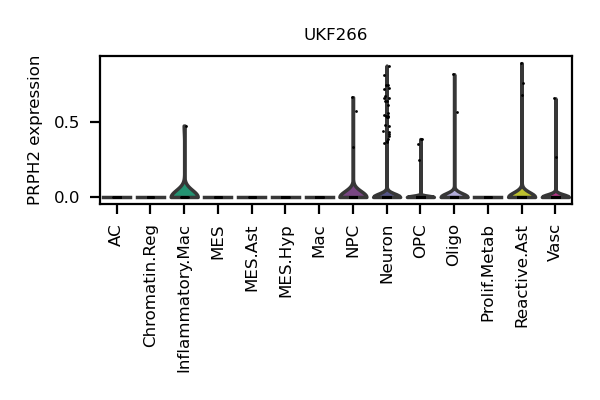 UKF266
PRPH2 expression
0.5
0.0
AC
Chromatin.Reg
Inflammatory.Mac
MES
MES.Ast
MES.Hyp
Mac
NPC
Neuron
OPC
Oligo
Prolif.Metab
Reactive.Ast
Vasc